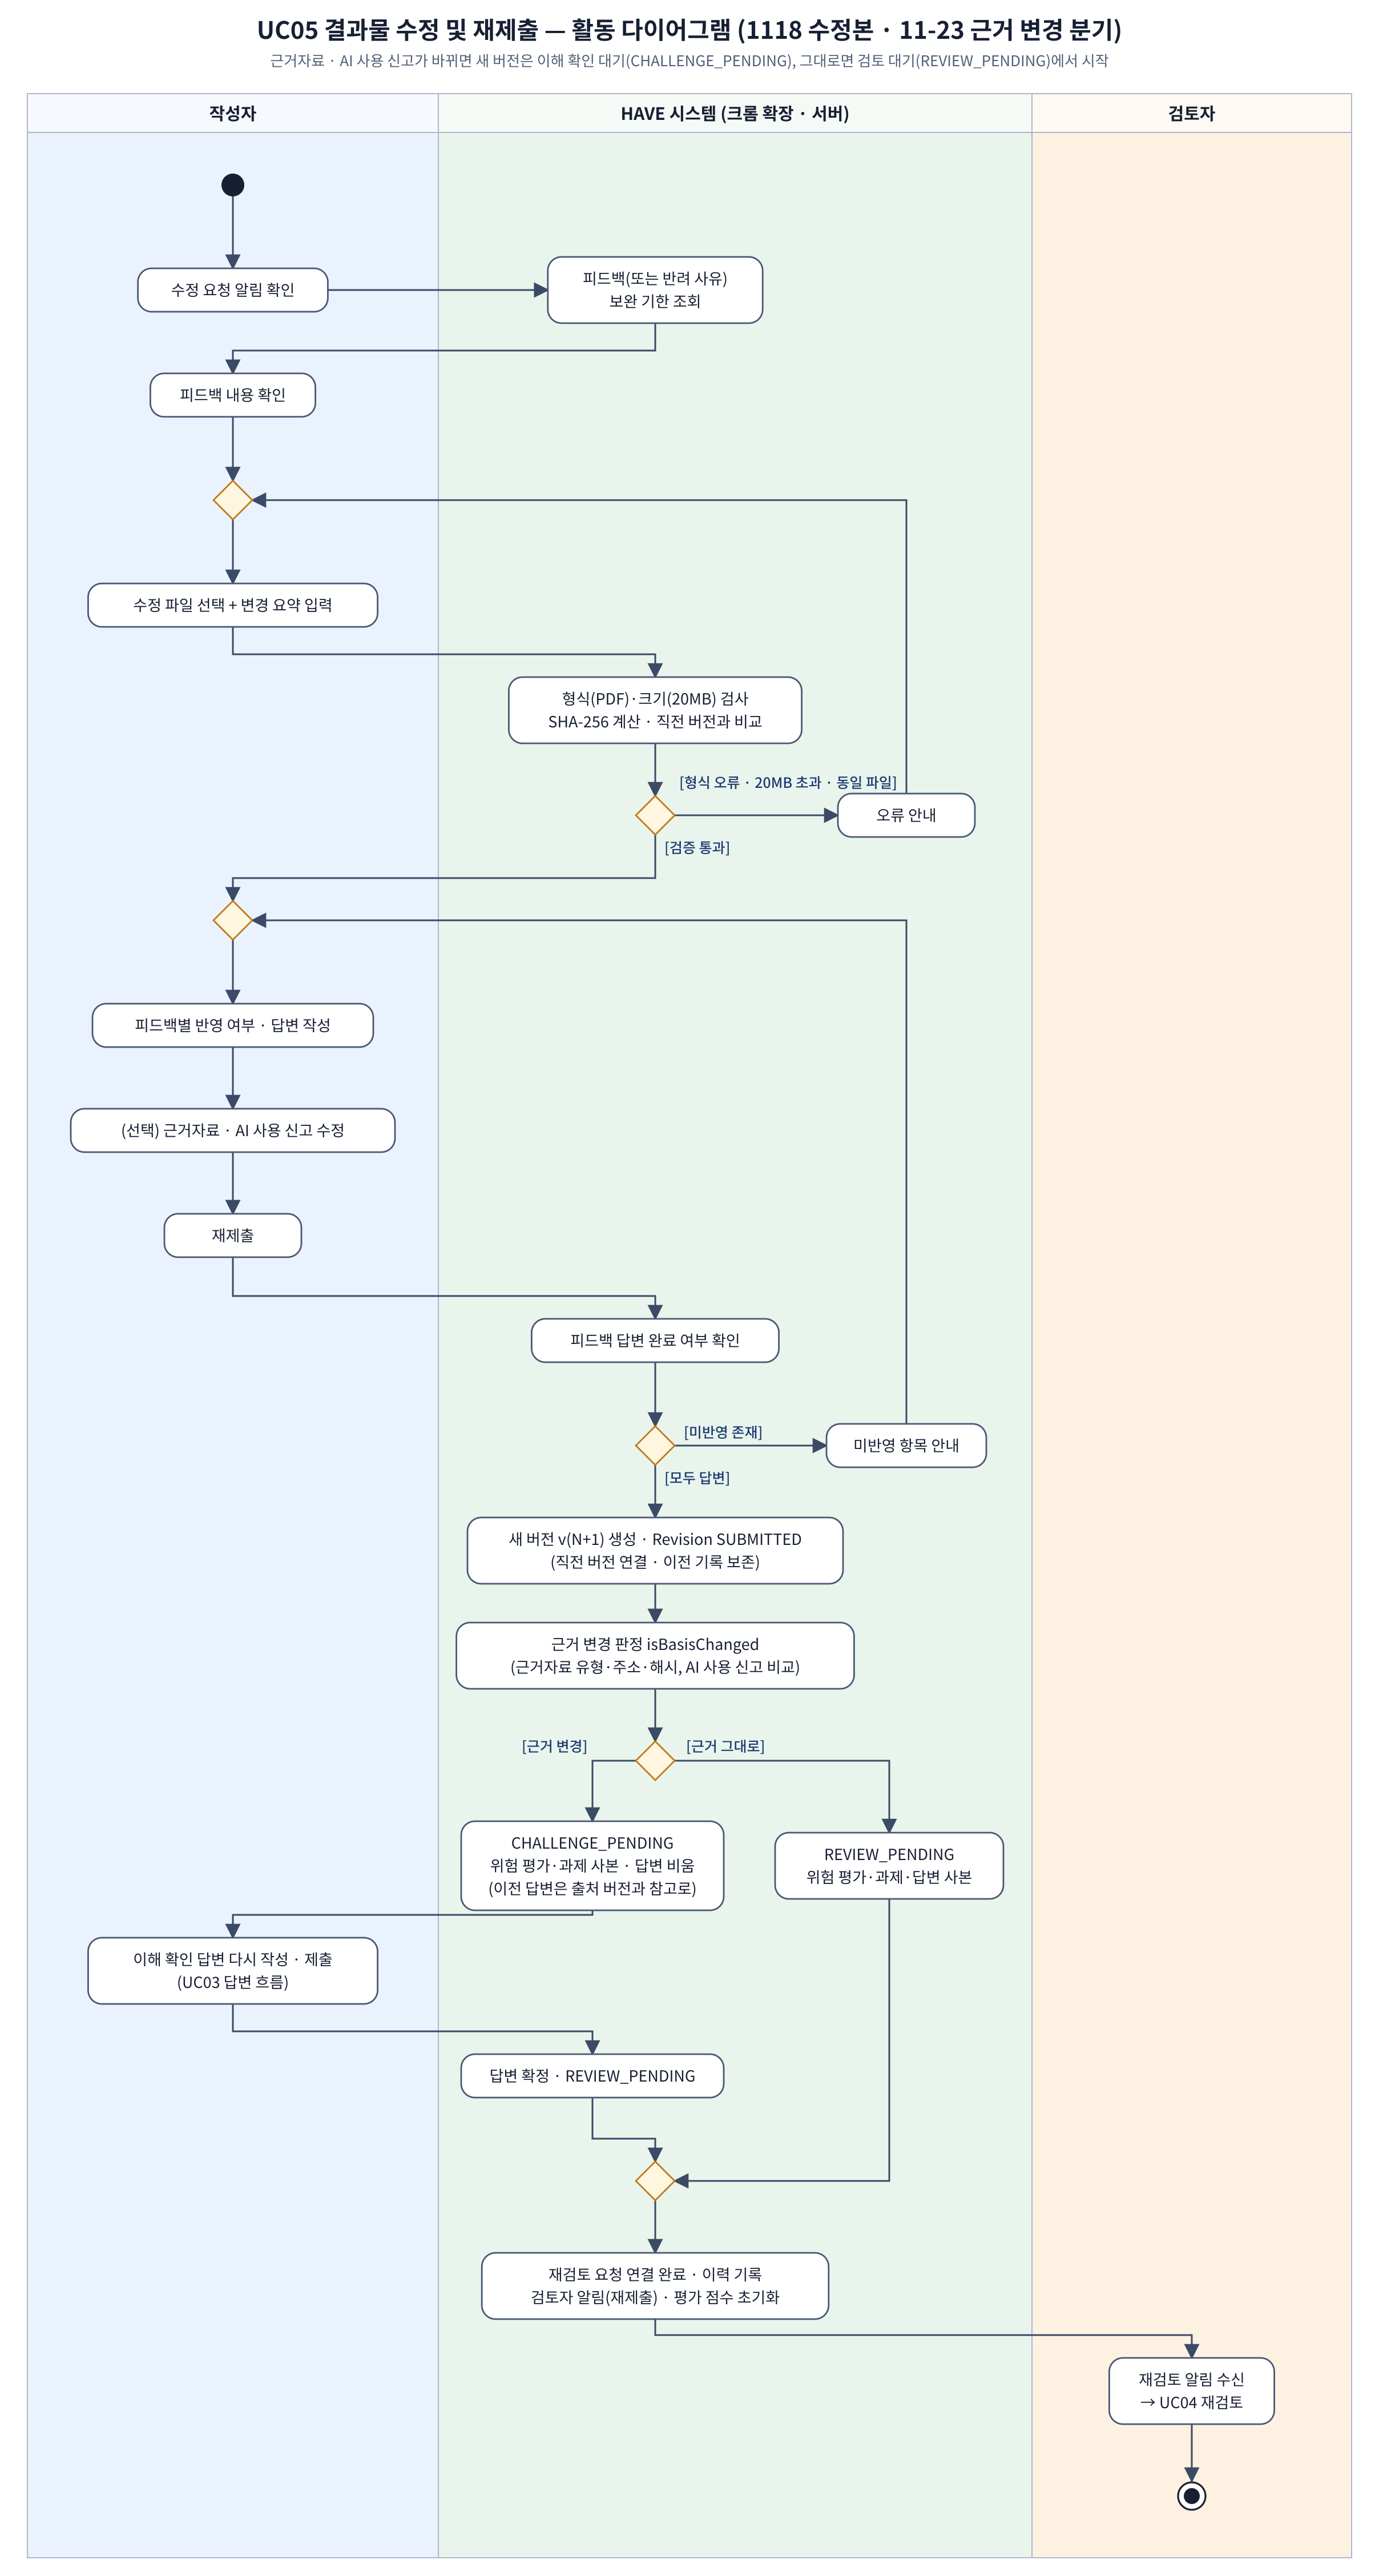 UC05 결과물 수정 및 재제출 — 활동 다이어그램 (1118 수정본 · 11-23 근거 변경 분기)
근거자료 · AI 사용 신고가 바뀌면 새 버전은 이해 확인 대기(CHALLENGE_PENDING), 그대로면 검토 대기(REVIEW_PENDING)에서 시작
작성자
HAVE 시스템 (크롬 확장 · 서버)
검토자
수정 요청 알림 확인
피드백(또는 반려 사유)
보완 기한 조회
피드백 내용 확인
수정 파일 선택 + 변경 요약 입력
형식(PDF)·크기(20MB) 검사
SHA-256 계산 · 직전 버전과 비교
[형식 오류 · 20MB 초과 · 동일 파일]
오류 안내
[검증 통과]
피드백별 반영 여부 · 답변 작성
(선택) 근거자료 · AI 사용 신고 수정
재제출
피드백 답변 완료 여부 확인
[미반영 존재]
미반영 항목 안내
[모두 답변]
새 버전 v(N+1) 생성 · Revision SUBMITTED
(직전 버전 연결 · 이전 기록 보존)
근거 변경 판정 isBasisChanged
(근거자료 유형·주소·해시, AI 사용 신고 비교)
[근거 변경]
[근거 그대로]
CHALLENGE_PENDING
위험 평가·과제 사본 · 답변 비움
(이전 답변은 출처 버전과 참고로)
REVIEW_PENDING
위험 평가·과제·답변 사본
이해 확인 답변 다시 작성 · 제출
(UC03 답변 흐름)
답변 확정 · REVIEW_PENDING
재검토 요청 연결 완료 · 이력 기록
검토자 알림(재제출) · 평가 점수 초기화
재검토 알림 수신
→ UC04 재검토